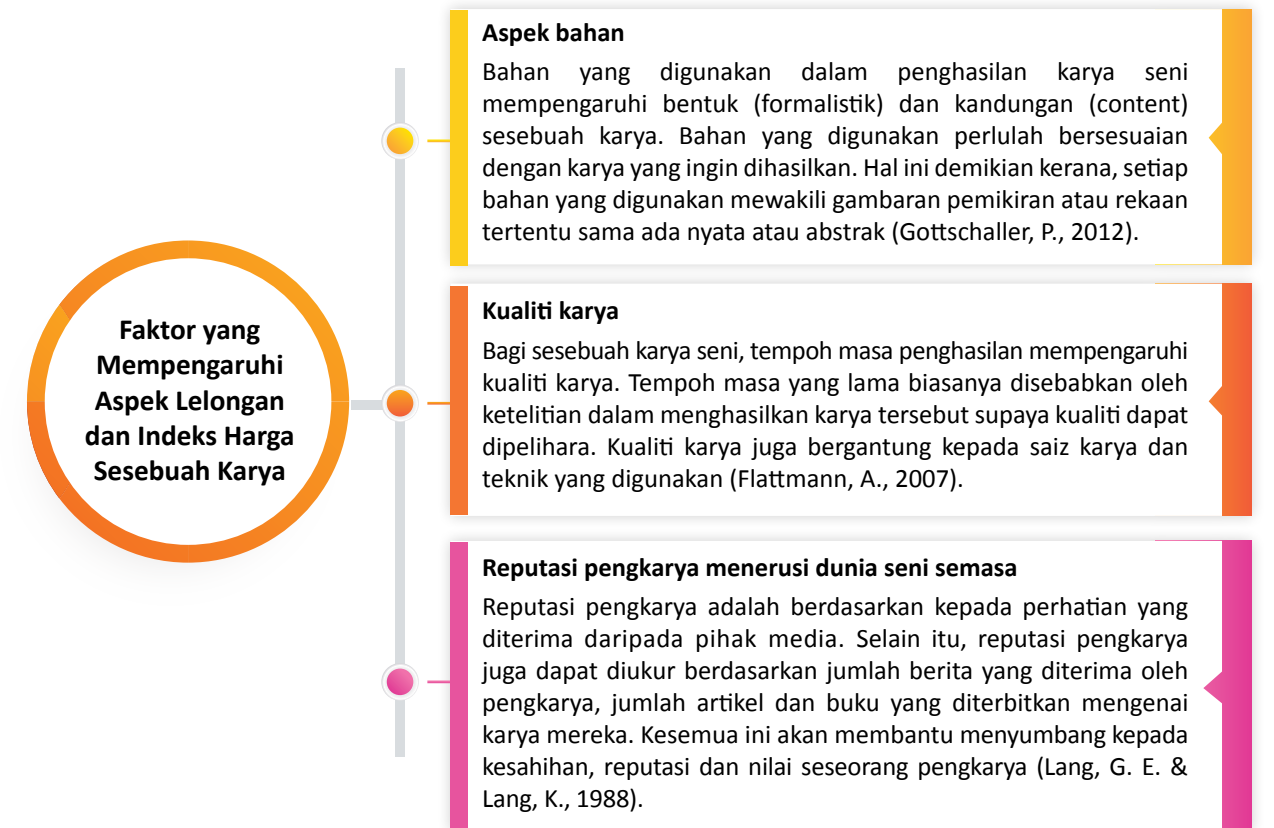 Faktor yang
Mempengaruhi
Aspek Lelongan
dan Indeks Harga
Sesebuah Karya
Aspek bahan
Bahan yang digunakan dalam penghasilan karya seni
mempengaruhi bentuk (formalistik) dan kandungan (content)
sesebuah karya. Bahan yang digunakan perlulah bersesuaian
dengan karya yang ingin dihasilkan. Hal ini demikian kerana, setiap
bahan yang digunakan mewakili gambaran pemikiran atau rekaan
tertentu sama ada nyata atau abstrak (Gottschaller, P., 2012).
Kualiti karya
Bagi sesebuah karya seni, tempoh masa penghasilan mempengaruhi
kualiti karya. Tempoh masa yang lama biasanya disebabkan oleh
ketelitian dalam menghasilkan karya tersebut supaya kualiti dapat
dipelihara. Kualiti karya juga bergantung kepada saiz karya dan
teknik yang digunakan (Flattmann, A., 2007).
Reputasi pengkarya menerusi dunia seni semasa
Reputasi pengkarya adalah berdasarkan kepada perhatian yang
diterima daripada pihak media. Selain itu, reputasi pengkarya
juga dapat diukur berdasarkan jumlah berita yang diterima oleh
pengkarya, jumlah artikel dan buku yang diterbitkan mengenai
karya mereka. Kesemua ini akan membantu menyumbang kepada
kesahihan, reputasi dan nilai seseorang pengkarya (Lang, G. E. &
Lang, K., 1988).